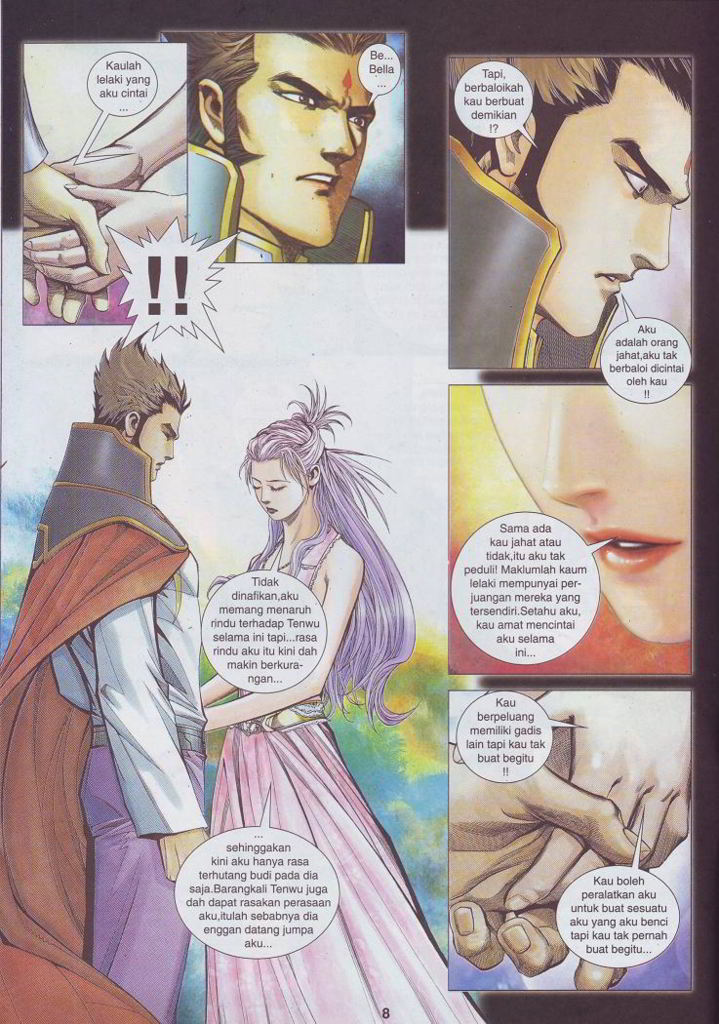 Kaulah
lelaki yang
aku cintai
...
Be...
Bella
...
!!
Tidak
dinafikan,aku
memang menaruh
rindu terhadap Tenwu
selama ini tapi...rasa
rindu aku itu kini dah
makin berkura-
ngan...
...
sehinggakan
kini aku hanya rasa
terhutang budi pada dia
saja.Barangkali Tenwu juga
dah dapat rasakan perasaan
aku,itulah sebabnya dia
enggan datang jumpa
aku...
Tapi,
berbaloikah
kau berbuat
demikian
!?
Aku
adalah orang
jahat,aku tak
berbaloi dicintai
oleh kau
!!
Sama ada
kau jahat atau
tidak,itu aku tak
peduli! Maklumlah kaum
lelaki mempunyai per-
juangan mereka yang
tersendiri.Setahu aku,
kau amat mencintai
aku selama
ini...
Kau
berpeluang
memiliki gadis
lain tapi kau tak
buat begitu
!!
Kau boleh
peralatkan aku
untuk buat sesuatu
aku yang aku benci
tapi kau tak pernah
buat begitu...
8